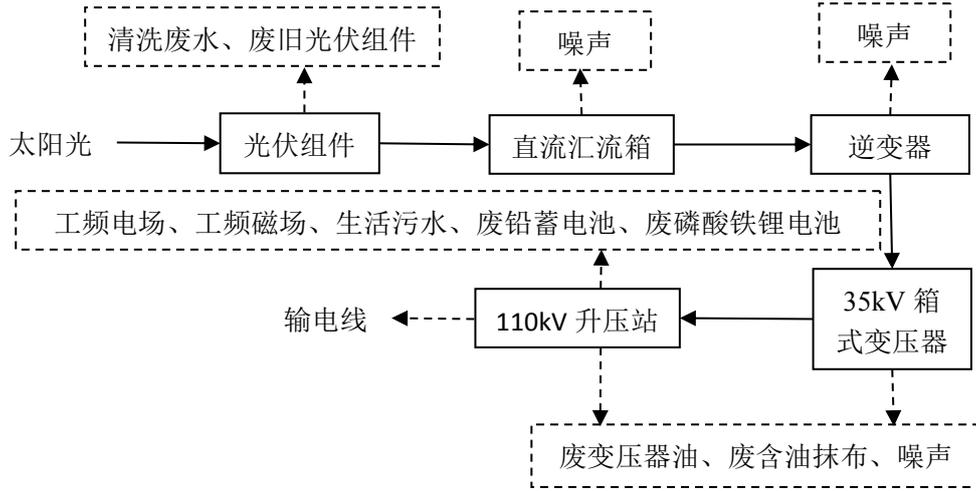 清洗废水、废旧光伏组件
噪声
噪声
太阳光
光伏组件
直流汇流箱
逆变器
工频电场、工频磁场、生活污水、废铅蓄电池、废磷酸铁锂电池
输电线
110kV 升压站
35kV 箱
式变压器
废变压器油、废含油抹布、噪声